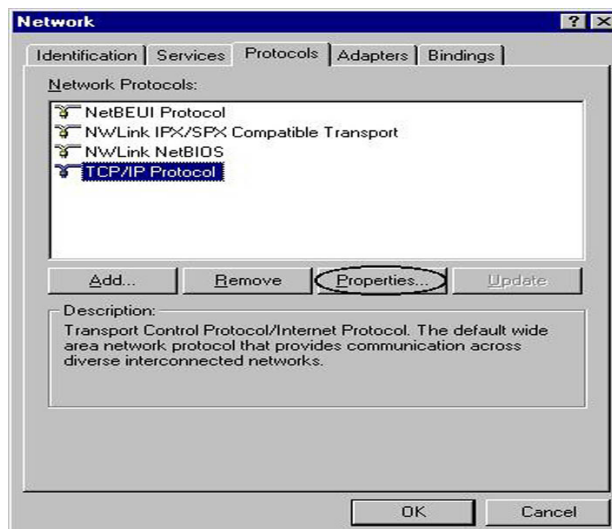 Network
Identification Services Protocols Adapters Bindings
Network Protocols:
NetBEUI Protocol
NWLink IPX/SPX Compatible Transport
NWLink NetBIOS
TCP/IP Protocol
Add... Remove Properties... Update
Description:
Transport Control Protocol/Internet Protocol. The default wide
area network protocol that provides communication across
diverse interconnected networks.
OK Cancel